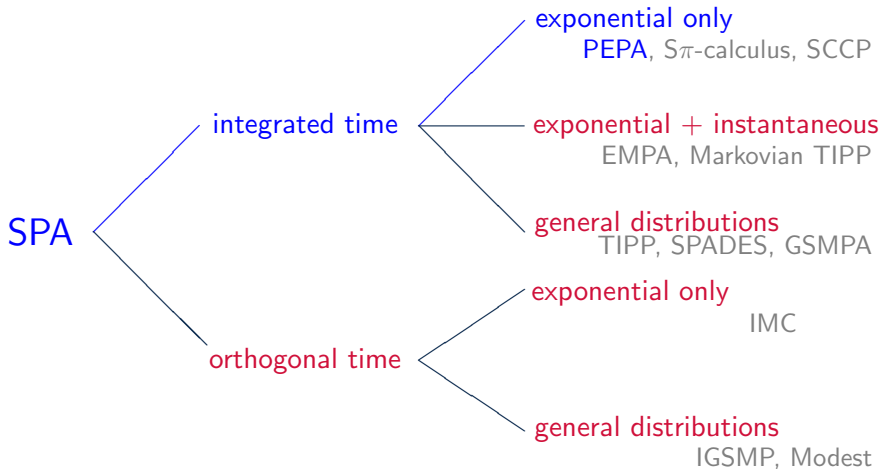 SPA
integrated time
exponential only
PEPA, Sπ-calculus, SCCP
exponential + instantaneous
EMPA, Markovian TIPP
general distributions
TIPP, SPADES, GSMPA
orthogonal time
exponential only
IMC
general distributions
IGSMP, Modest